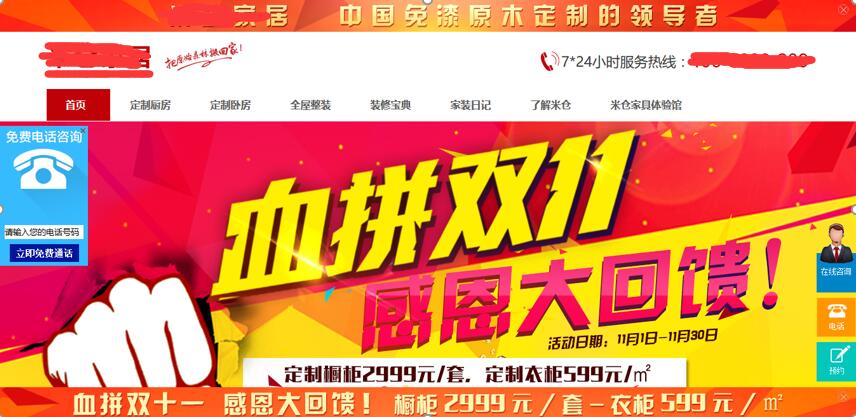 家居 中国免漆原木定制的领导者
把原始森林搬回家!
7*24小时服务热线:
首页 定制厨房 定制卧房 全屋整装 装修宝典 家装日记 了解米仓 米仓家具体验馆
免费电话咨询
请输入您的电话号码
立即免费通话
血拼双11
感恩大回馈!
活动日期:11月1日-11月30日
定制橱柜2999元/套,定制衣柜599元/㎡
在线咨询
电话
预约
血拼双十一 感恩大回馈! 橱柜2999元/套-衣柜599元/㎡